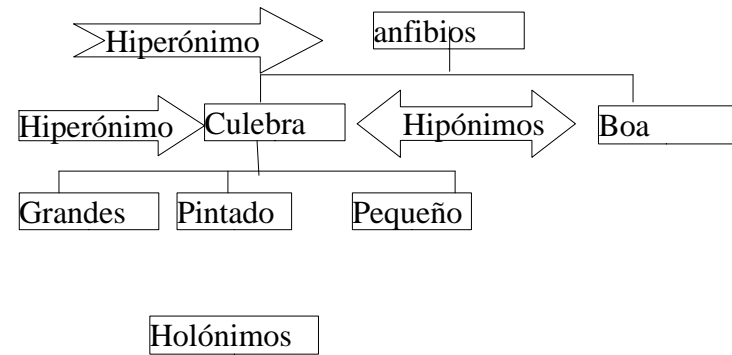 Hiperónimo
anfibios
Hiperónimo
Culebra
Hipónimos
Boa
Grandes
Pintado
Pequeño
Holónimos